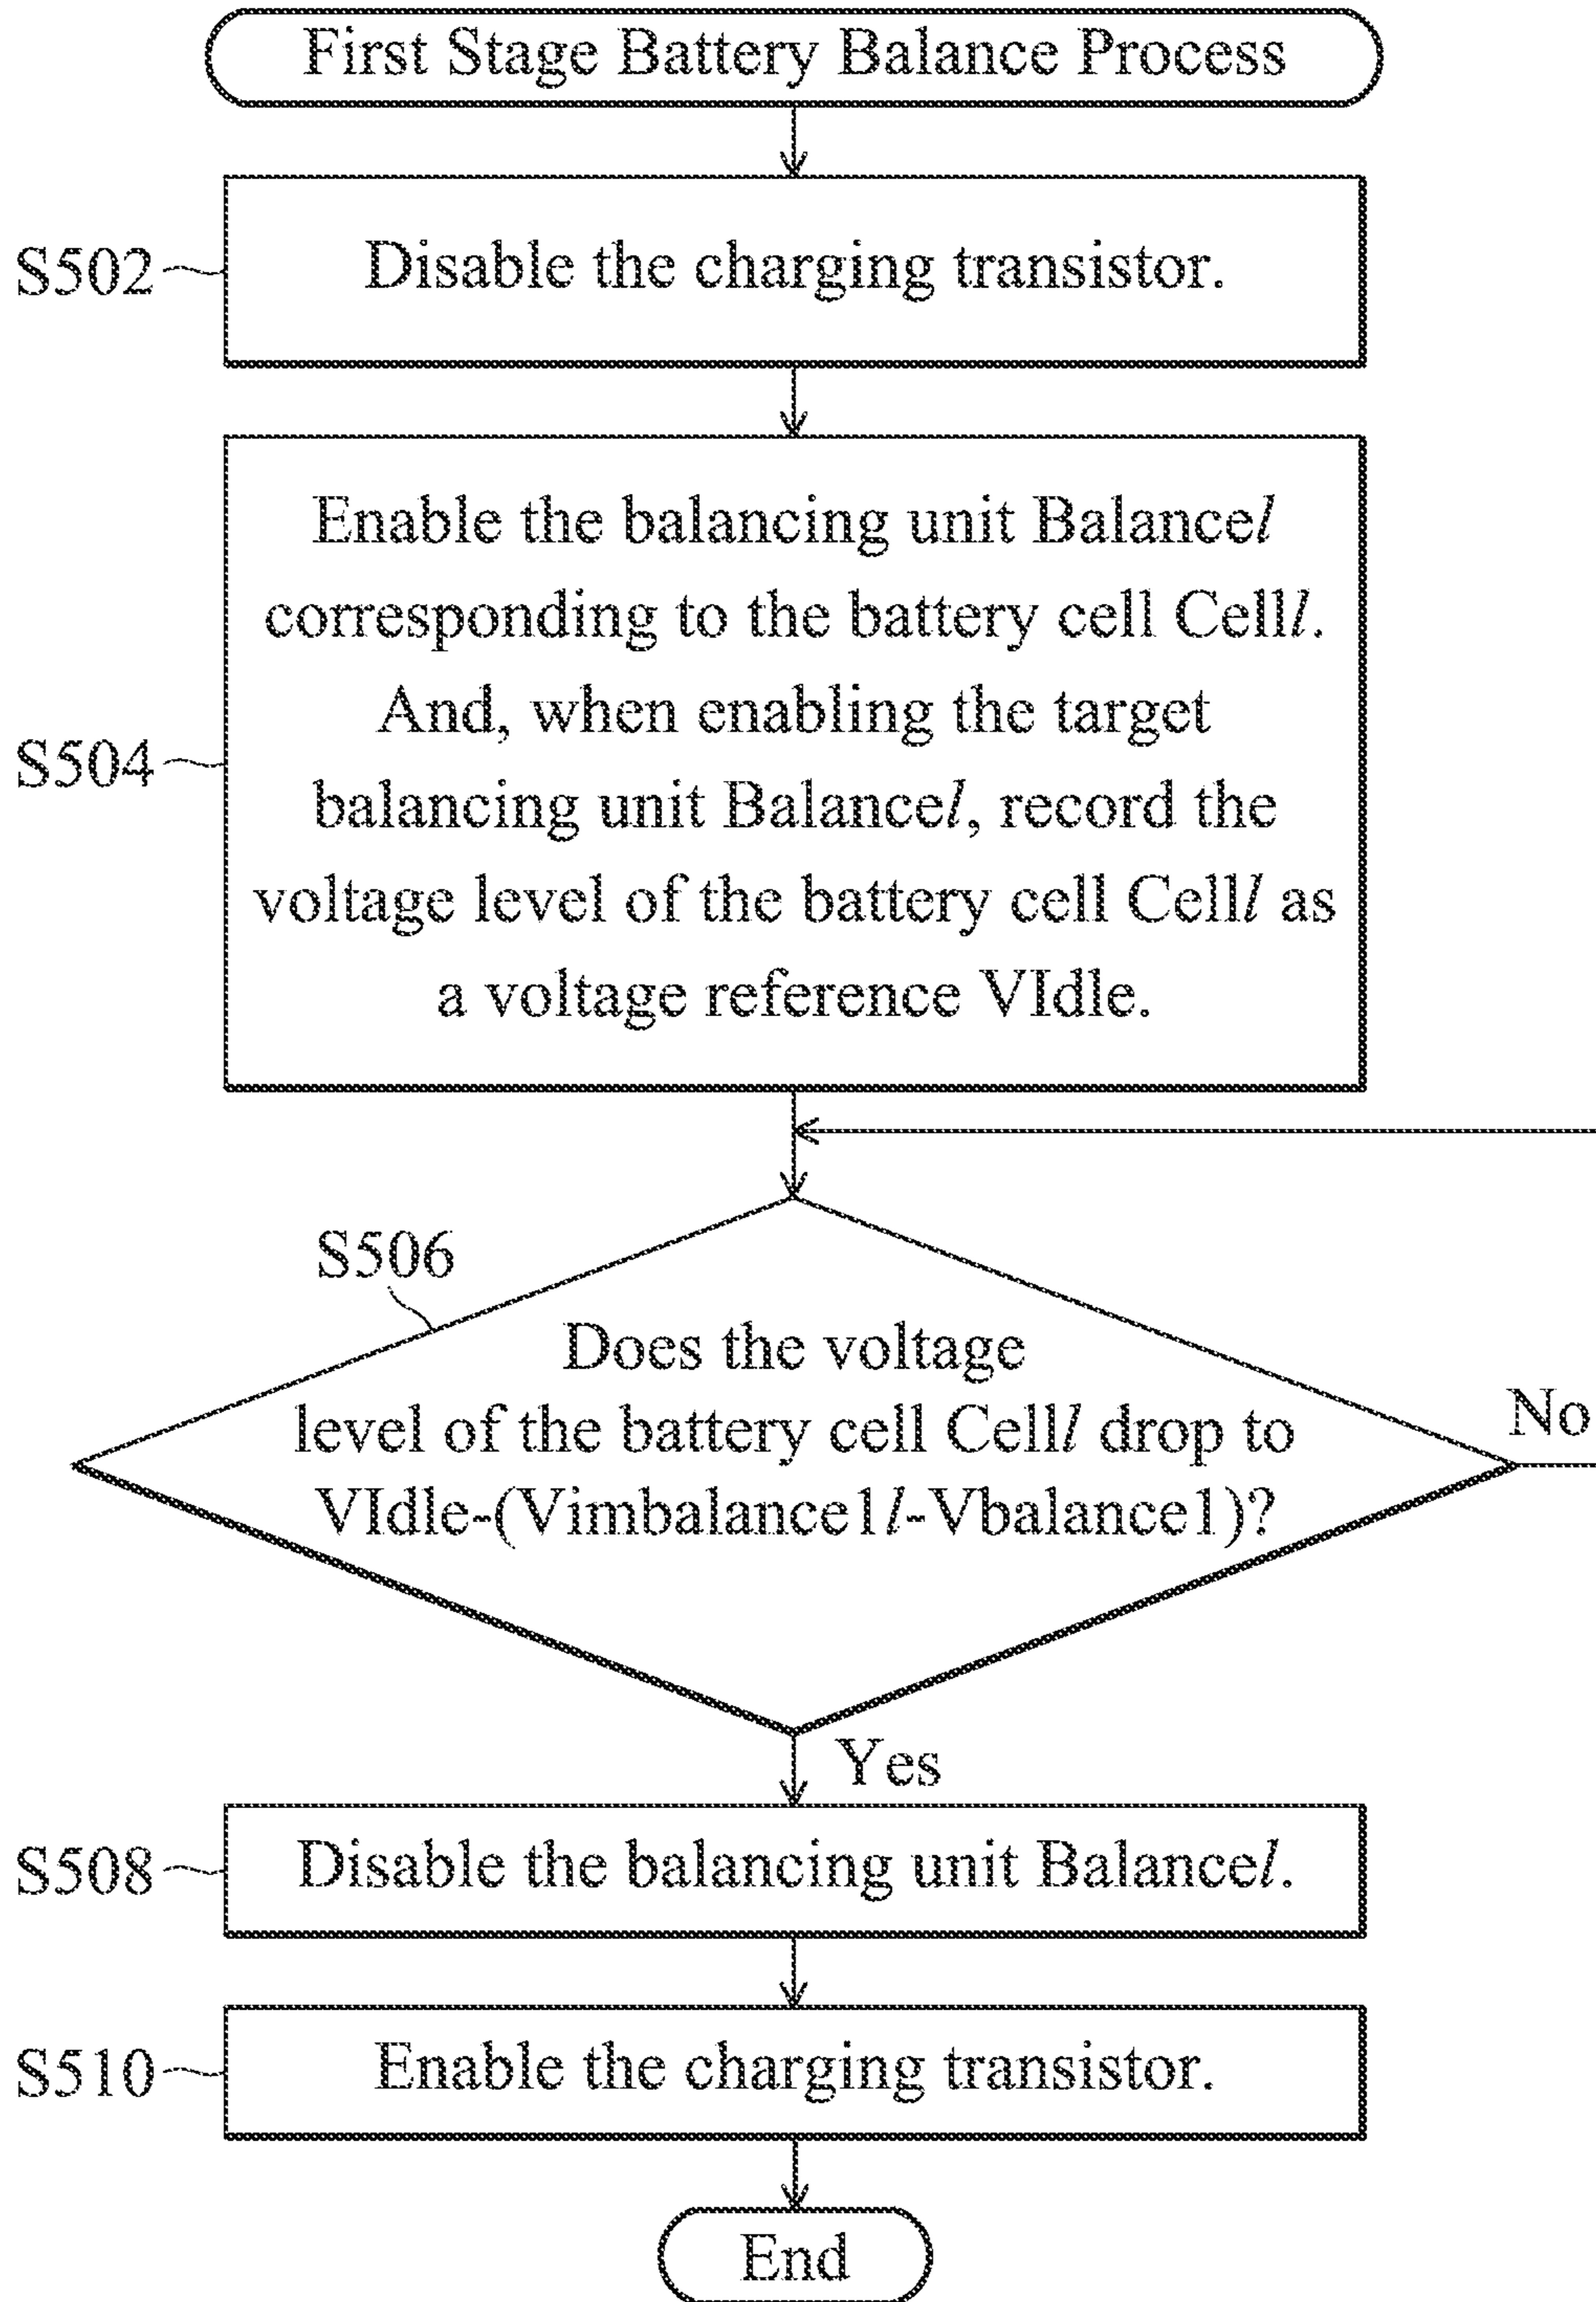 First Stage Battery Balance Process
S502
Disable the charging transistor.
S504
Enable the balancing unit Balancel
corresponding to the battery cell Celll.
And, when enabling the target
balancing unit Balancel, record the
voltage level of the battery cell Celll as
a voltage reference VIdle.
S506
Does the voltage
level of the battery cell Celll drop to
VIdle-(Vimbalance1l-Vbalance1)?
No
Yes
S508
Disable the balancing unit Balancel.
S510
Enable the charging transistor.
End